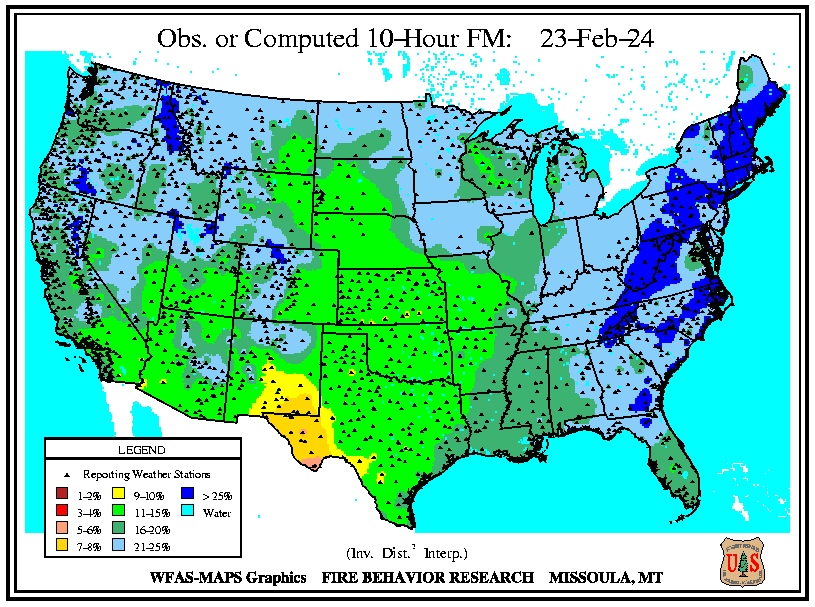 Obs. or Computed 10-Hour FM: 23-Feb-24
LEGEND
Reporting Weather Stations
1-2% 9-10% > 25%
3-4% 11-15% Water
5-6% 16-20%
7-8% 21-25%
(Inv. Dist.² Interp.)
WFAS-MAPS Graphics FIRE BEHAVIOR RESEARCH MISSOULA, MT
U S